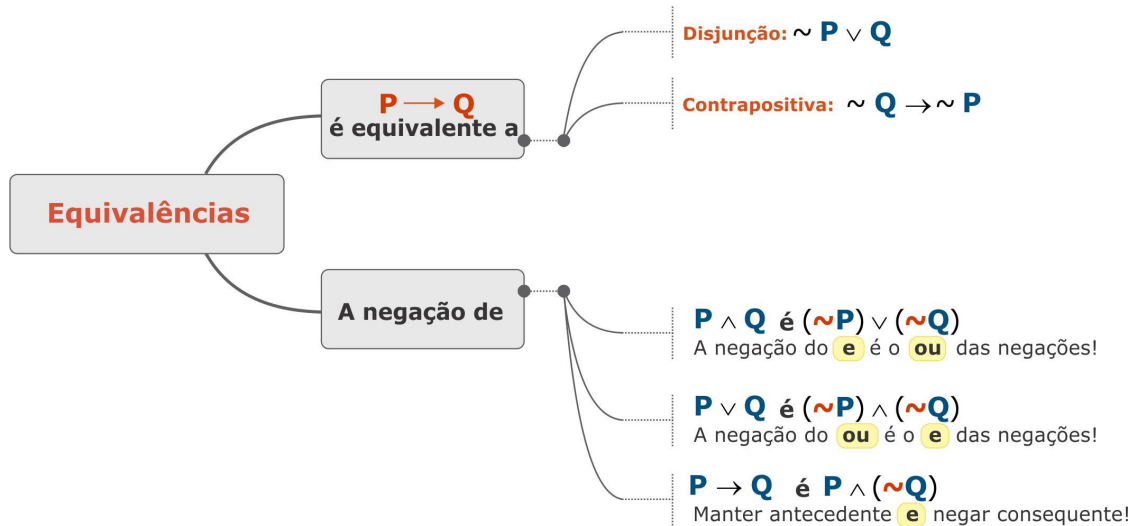 Equivalências
P → Q
é equivalente a
Disjunção: ~ P ∨ Q
Contrapositiva: ~ Q → ~ P
A negação de
P ∧ Q é (~P) ∨ (~Q)
A negação do e é o ou das negações!
P ∨ Q é (~P) ∧ (~Q)
A negação do ou é o e das negações!
P → Q é P ∧ (~Q)
Manter antecedente e negar consequente!